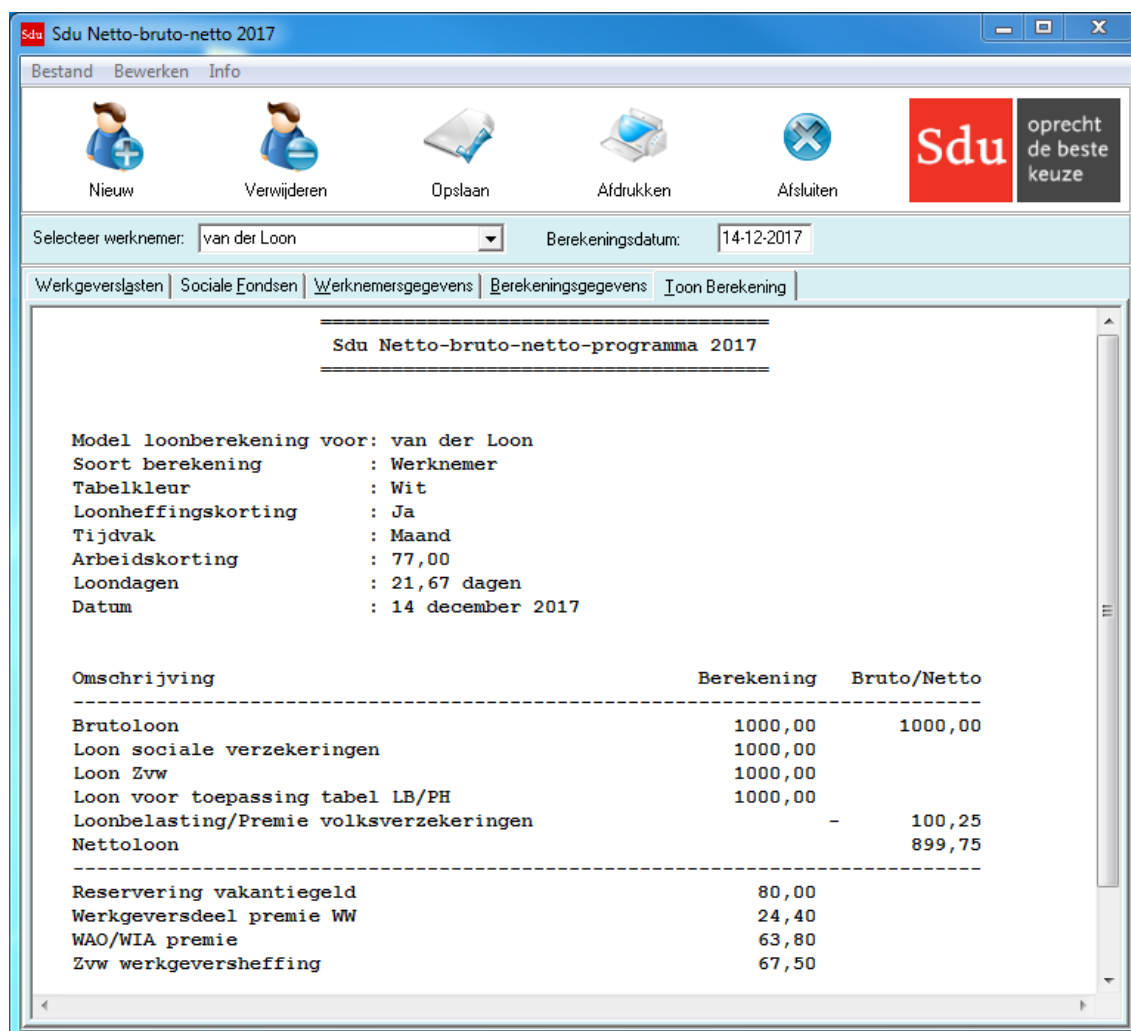 Sdu Sdu Netto-bruto-netto 2017
Bestand Bewerken Info
Nieuw Verwijderen Opslaan Afdrukken Afsluiten
Sdu
oprecht
de beste
keuze
Selecteer werknemer: van der Loon Berekeningsdatum: 14-12-2017
Werkgeverslasten Sociale Fondsen Werknemersgegevens Berekeningsgegevens Toon Berekening
=====================================
Sdu Netto-bruto-netto-programma 2017
=====================================
Model loonberekening voor: van der Loon
Soort berekening : Werknemer
Tabelkleur : Wit
Loonheffingskorting : Ja
Tijdvak : Maand
Arbeidskorting : 77,00
Loondagen : 21,67 dagen
Datum : 14 december 2017
Omschrijving Berekening Bruto/Netto
-----------------------------------------------------------------------------
Brutoloon 1000,00 1000,00
Loon sociale verzekeringen 1000,00
Loon Zvw 1000,00
Loon voor toepassing tabel LB/PH 1000,00
Loonbelasting/Premie volksverzekeringen - 100,25
Nettoloon 899,75
-----------------------------------------------------------------------------
Reservering vakantiegeld 80,00
Werkgeversdeel premie WW 24,40
WAO/WIA premie 63,80
Zvw werkgeversheffing 67,50